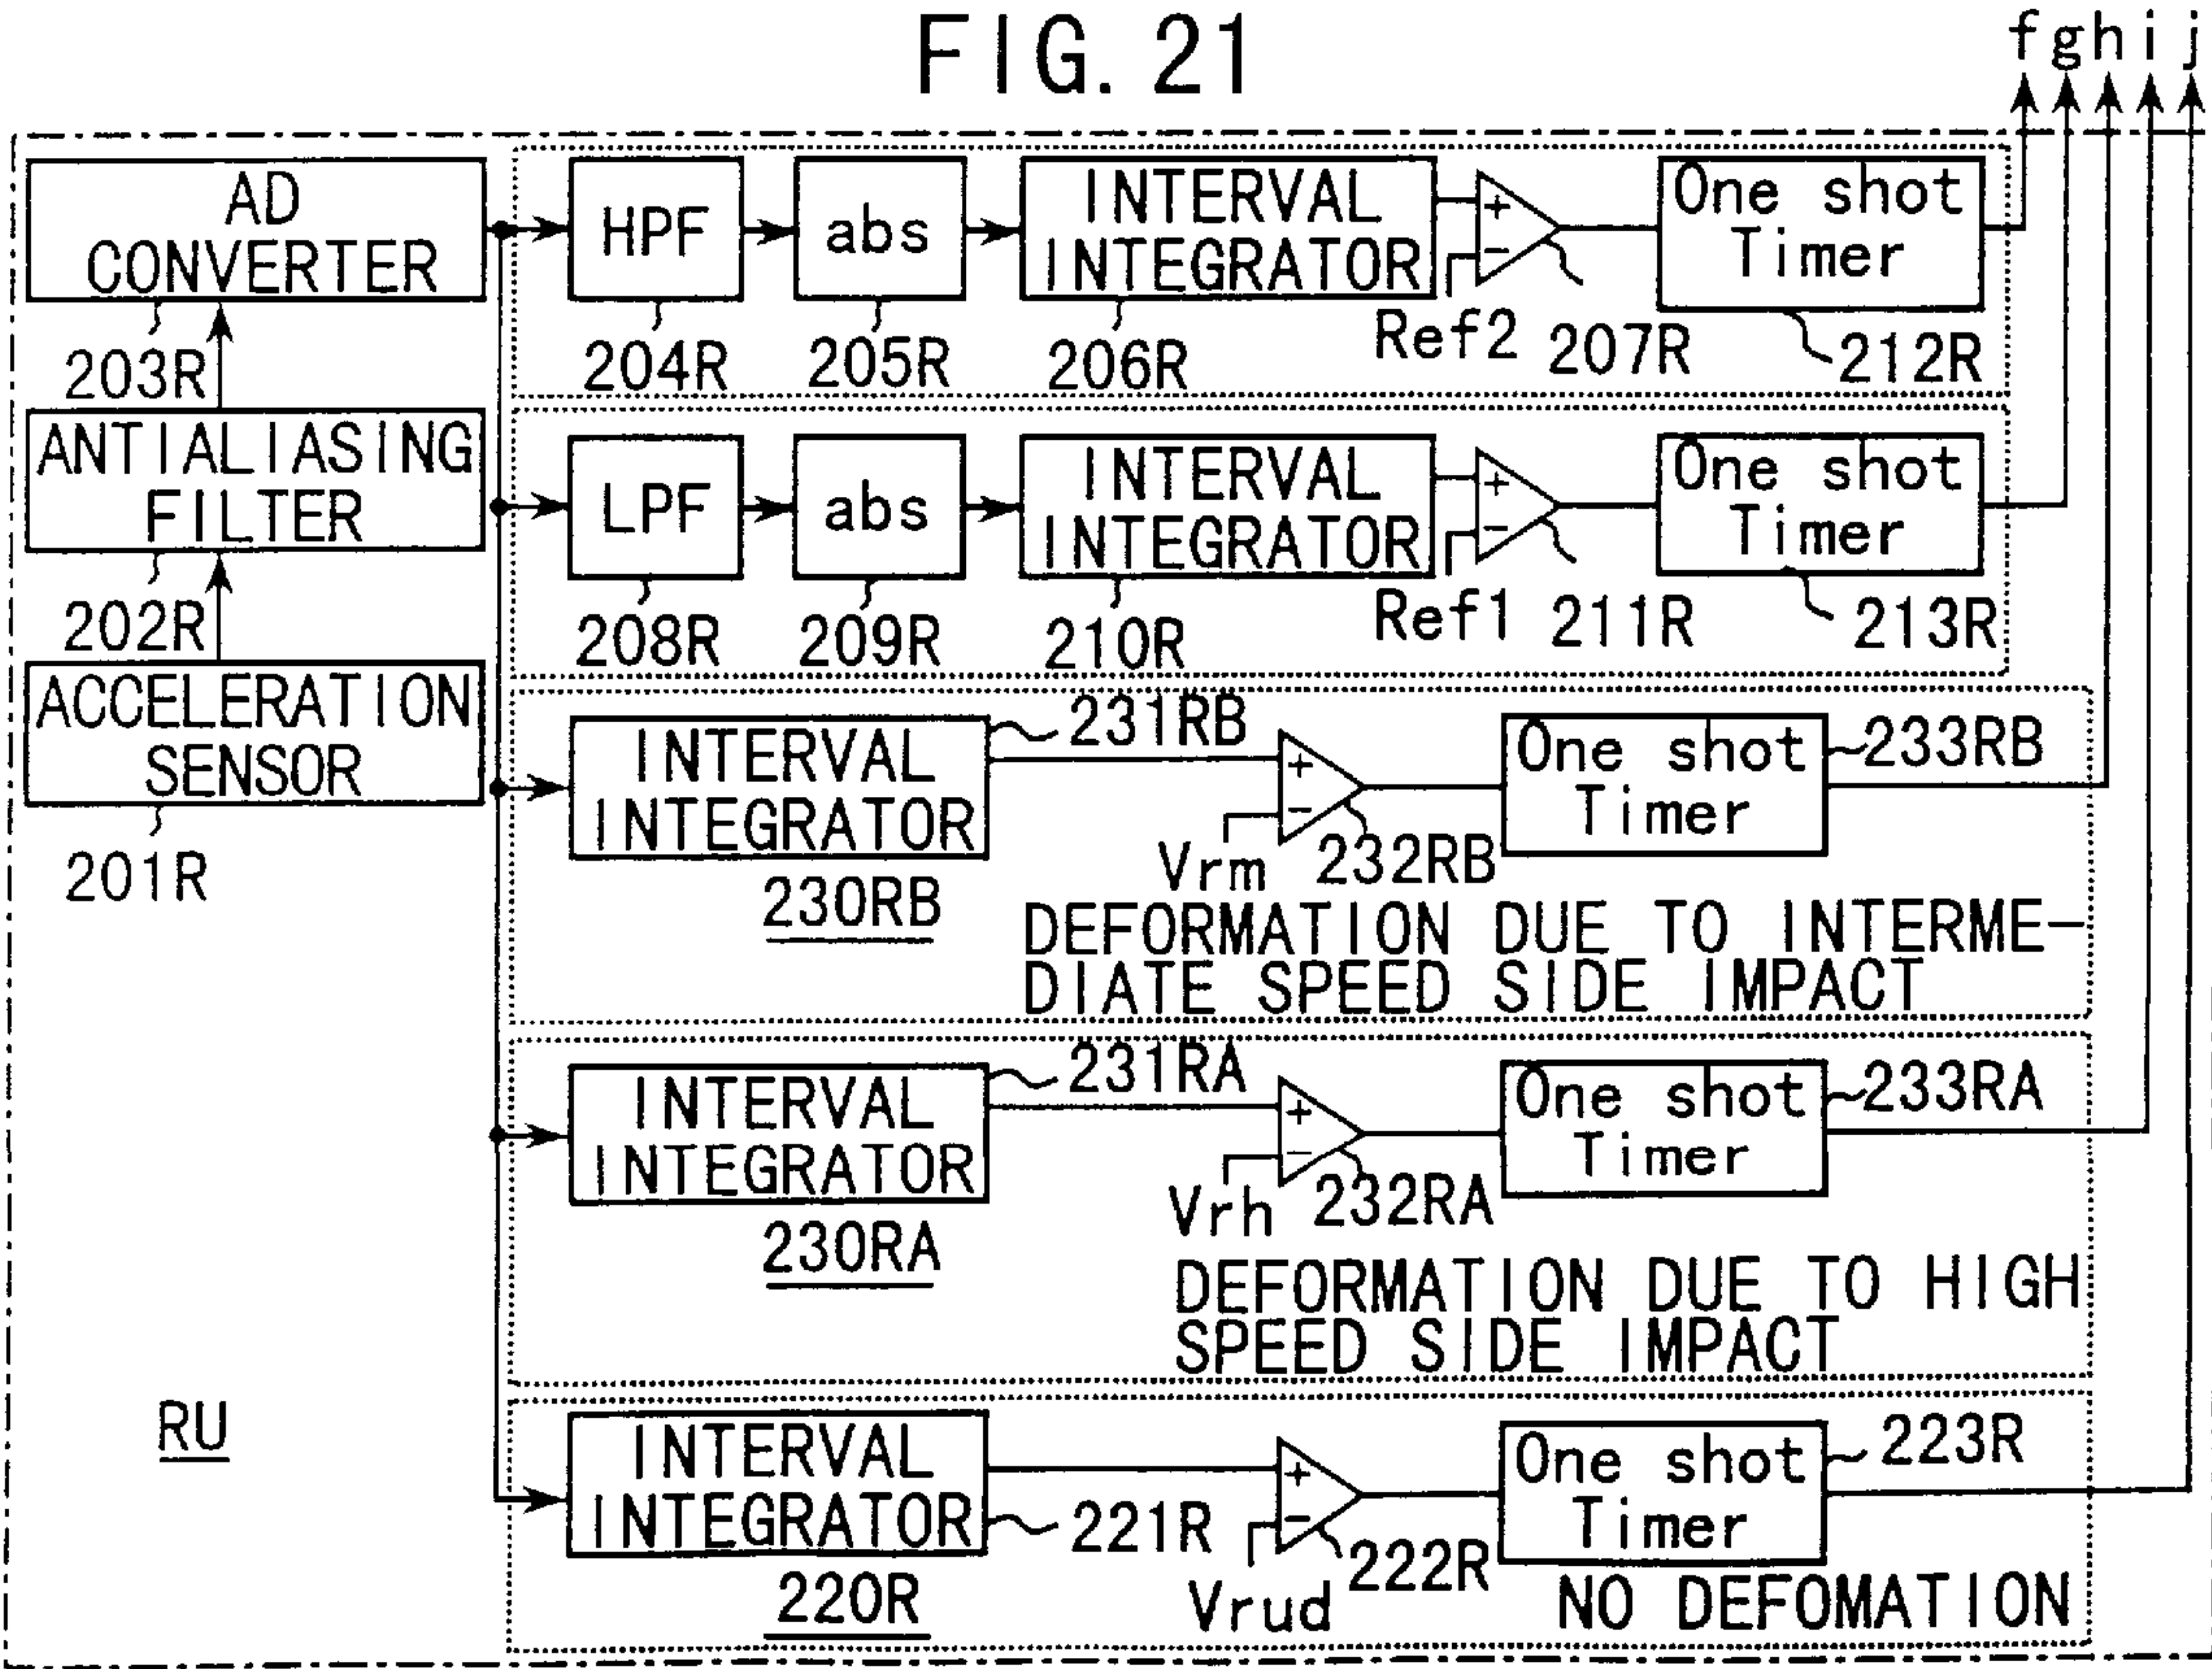 FIG. 21
f g h i j
AD
CONVERTER
203R
ANTIALIASING
FILTER
202R
ACCELERATION
SENSOR
201R
RU
HPF
204R
abs
205R
INTERVAL
INTEGRATOR
206R
+
−
Ref2
207R
One shot
Timer
212R
LPF
208R
abs
209R
INTERVAL
INTEGRATOR
210R
+
−
Ref1
211R
One shot
Timer
213R
INTERVAL
INTEGRATOR
231RB
230RB
+
−
Vrm
232RB
One shot
Timer
233RB
DEFORMATION DUE TO INTERME-
DIATE SPEED SIDE IMPACT
INTERVAL
INTEGRATOR
231RA
230RA
+
−
Vrh
232RA
One shot
Timer
233RA
DEFORMATION DUE TO HIGH
SPEED SIDE IMPACT
INTERVAL
INTEGRATOR
221R
220R
+
−
Vrud
222R
One shot
Timer
223R
NO DEFOMATION